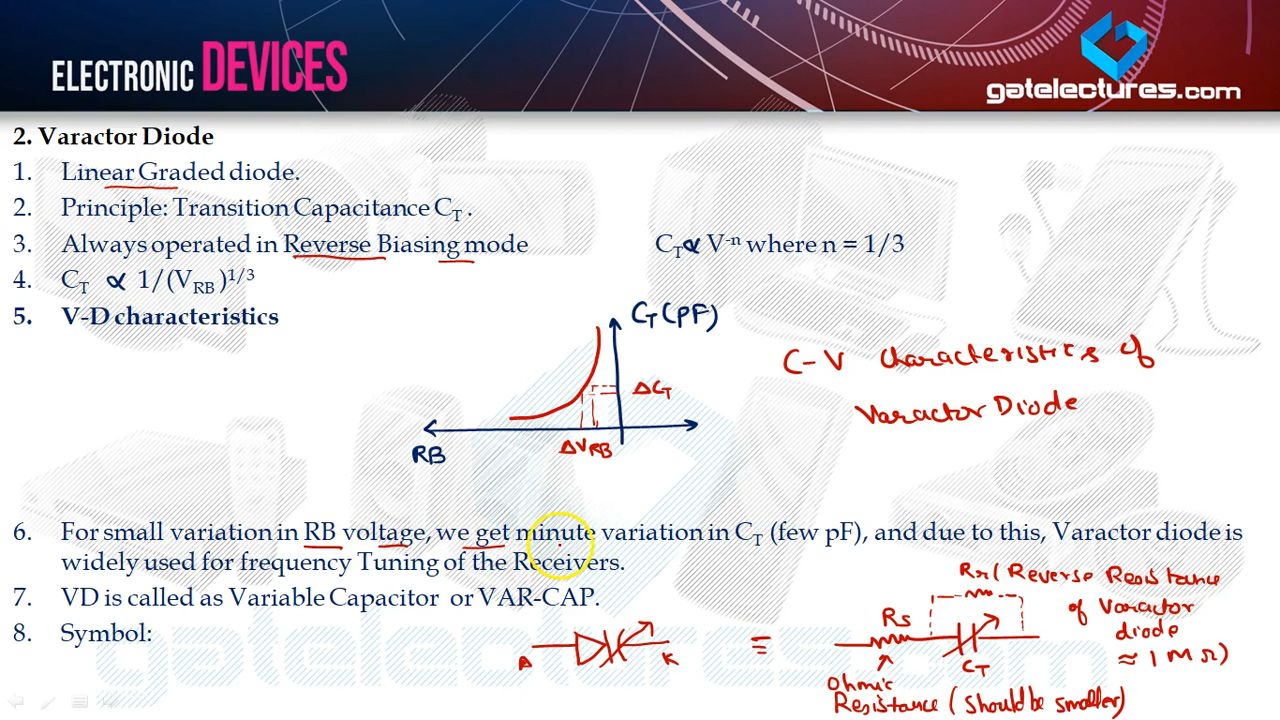 ELECTRONIC DEVICES
gatelectures.com
2. Varactor Diode
1. Linear Graded diode.
2. Principle: Transition Capacitance CT .
3. Always operated in Reverse Biasing mode CT∝ V-n where n = 1/3
4. CT ∝ 1/(VRB )1/3
5. V-D characteristics
CT(PF)
C-V Characteristics of
Varactor Diode
ΔCT
RB
ΔVRB
6. For small variation in RB voltage, we get minute variation in CT (few pF), and due to this, Varactor diode is
widely used for frequency Tuning of the Receivers.
7. VD is called as Variable Capacitor or VAR-CAP.
8. Symbol:
A K
≡
Rr (Reverse Resistance
of Varactor
diode
≈ 1 M Ω)
Rs
CT
Ohmic
Resistance (should be smaller)
gatelectures.com